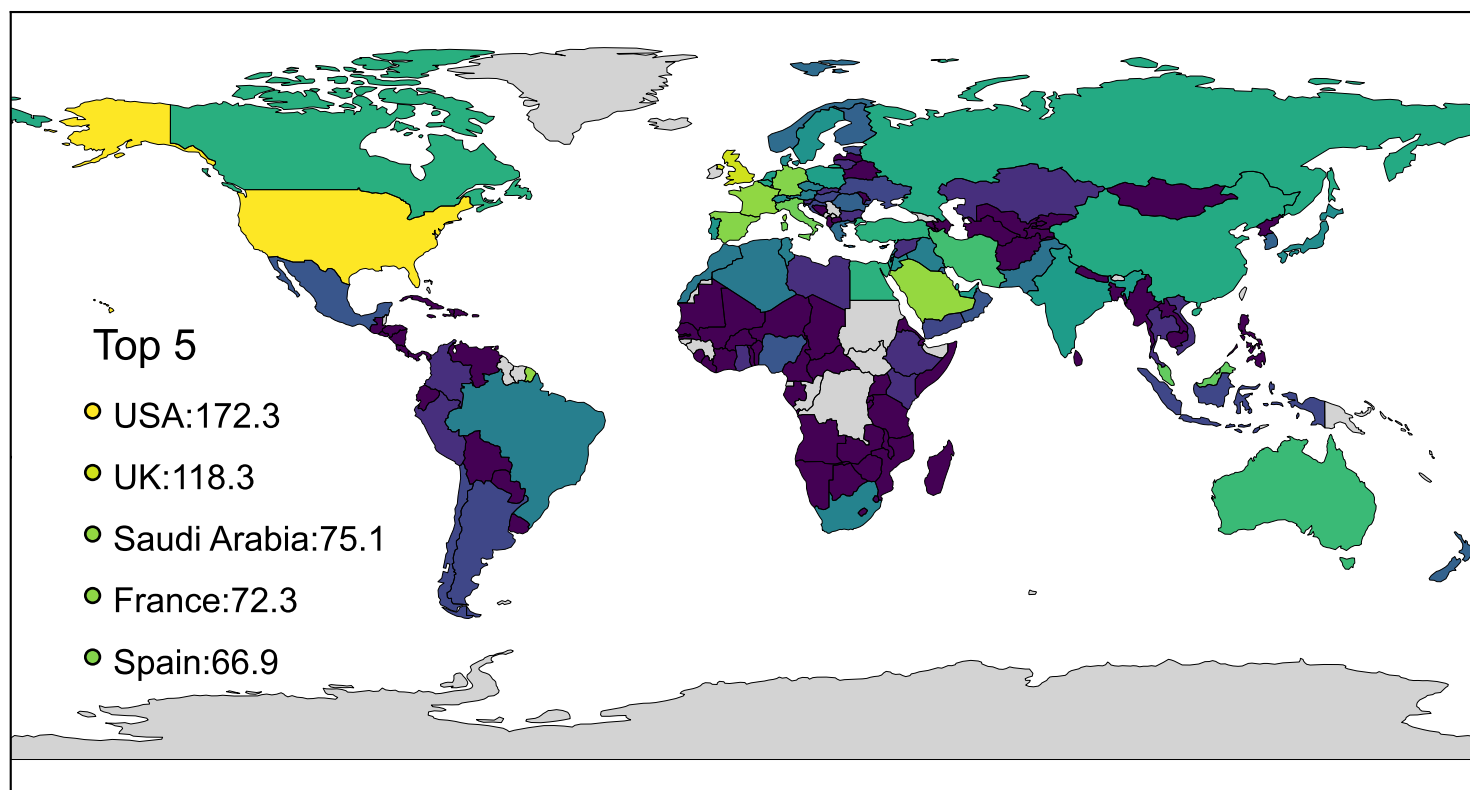 Top 5
USA:172.3
UK:118.3
Saudi Arabia:75.1
France:72.3
Spain:66.9